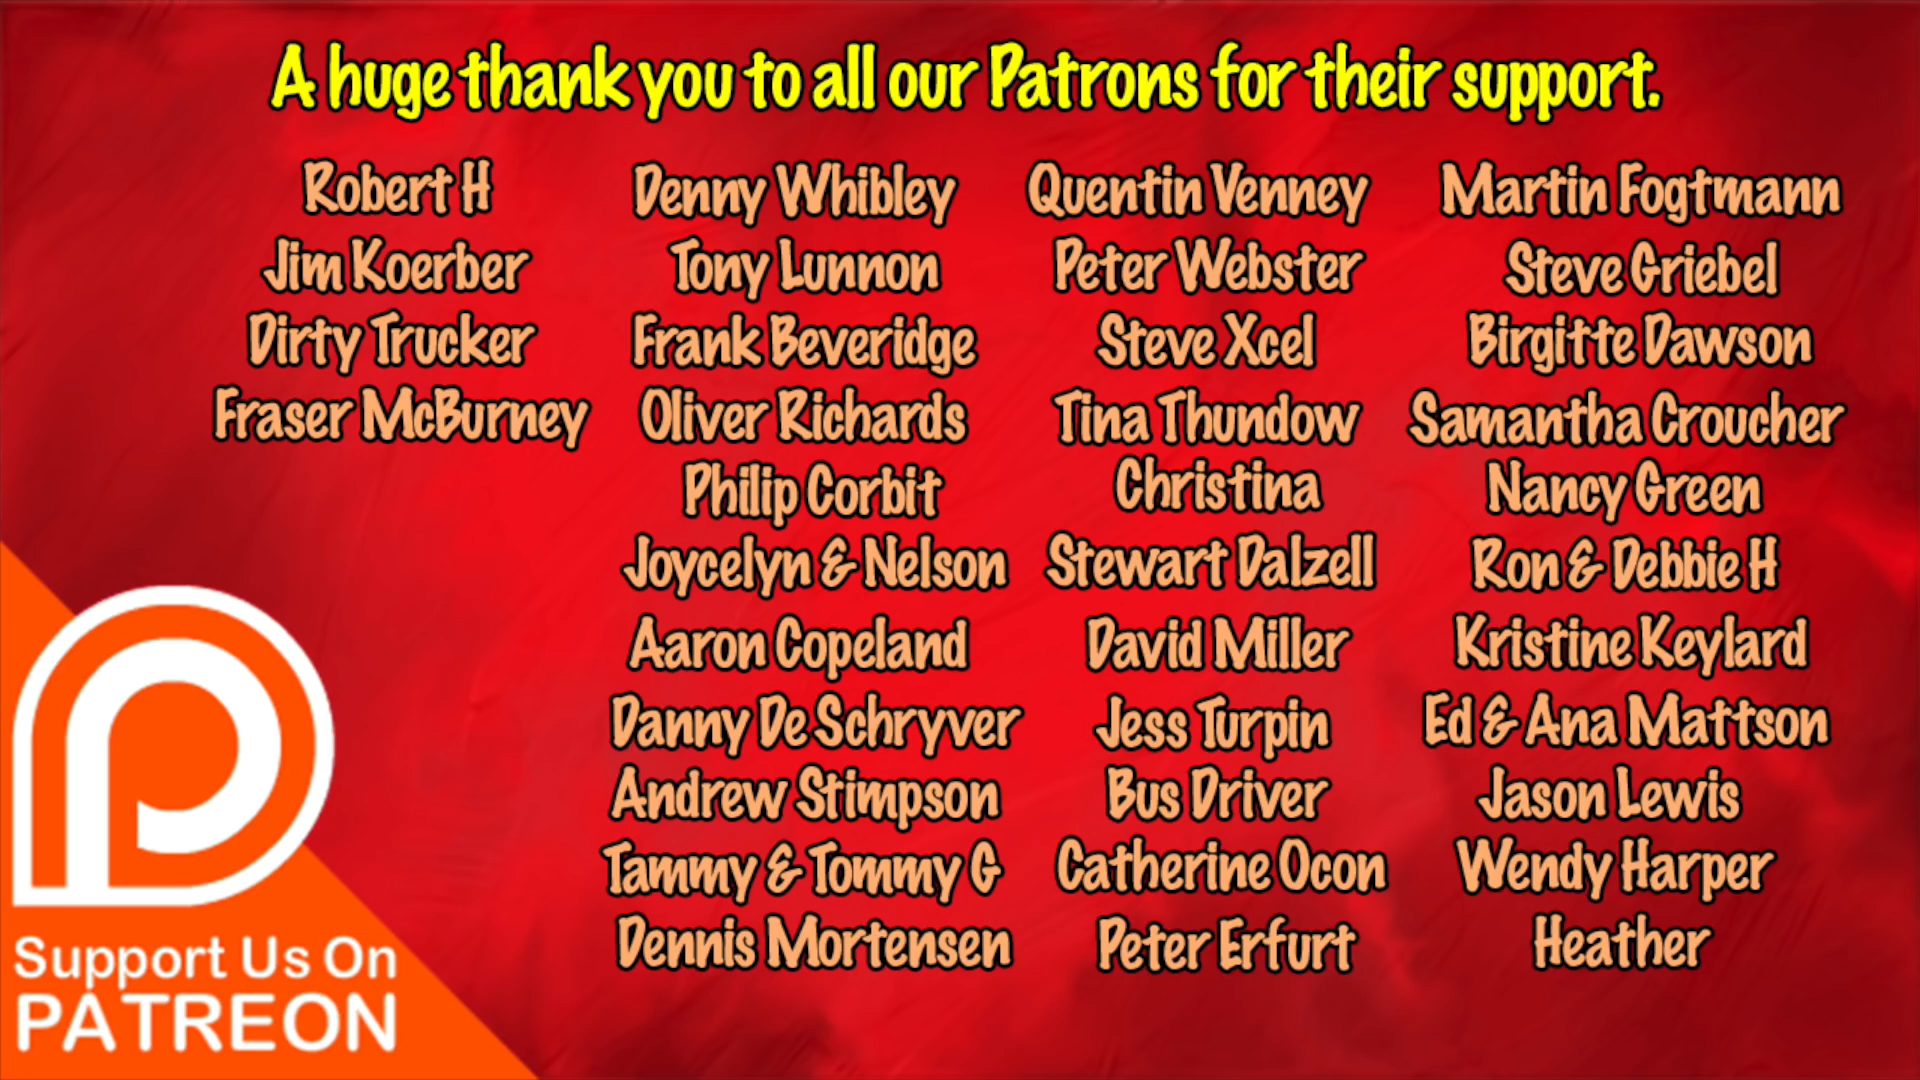 A huge thank you to all our Patrons for their support.
Robert H
Jim Koerber
Dirty Trucker
Fraser McBurney
Denny Whibley
Tony Lunnon
Frank Beveridge
Oliver Richards
Philip Corbit
Joycelyn & Nelson
Aaron Copeland
Danny De Schryver
Andrew Stimpson
Tammy & Tommy G
Dennis Mortensen
Quentin Venney
Peter Webster
Steve Xcel
Tina Thundow
Christina
Stewart Dalzell
David Miller
Jess Turpin
Bus Driver
Catherine Ocon
Peter Erfurt
Martin Fogtmann
Steve Griebel
Birgitte Dawson
Samantha Croucher
Nancy Green
Ron & Debbie H
Kristine Keylard
Ed & Ana Mattson
Jason Lewis
Wendy Harper
Heather
Support Us On
PATREON